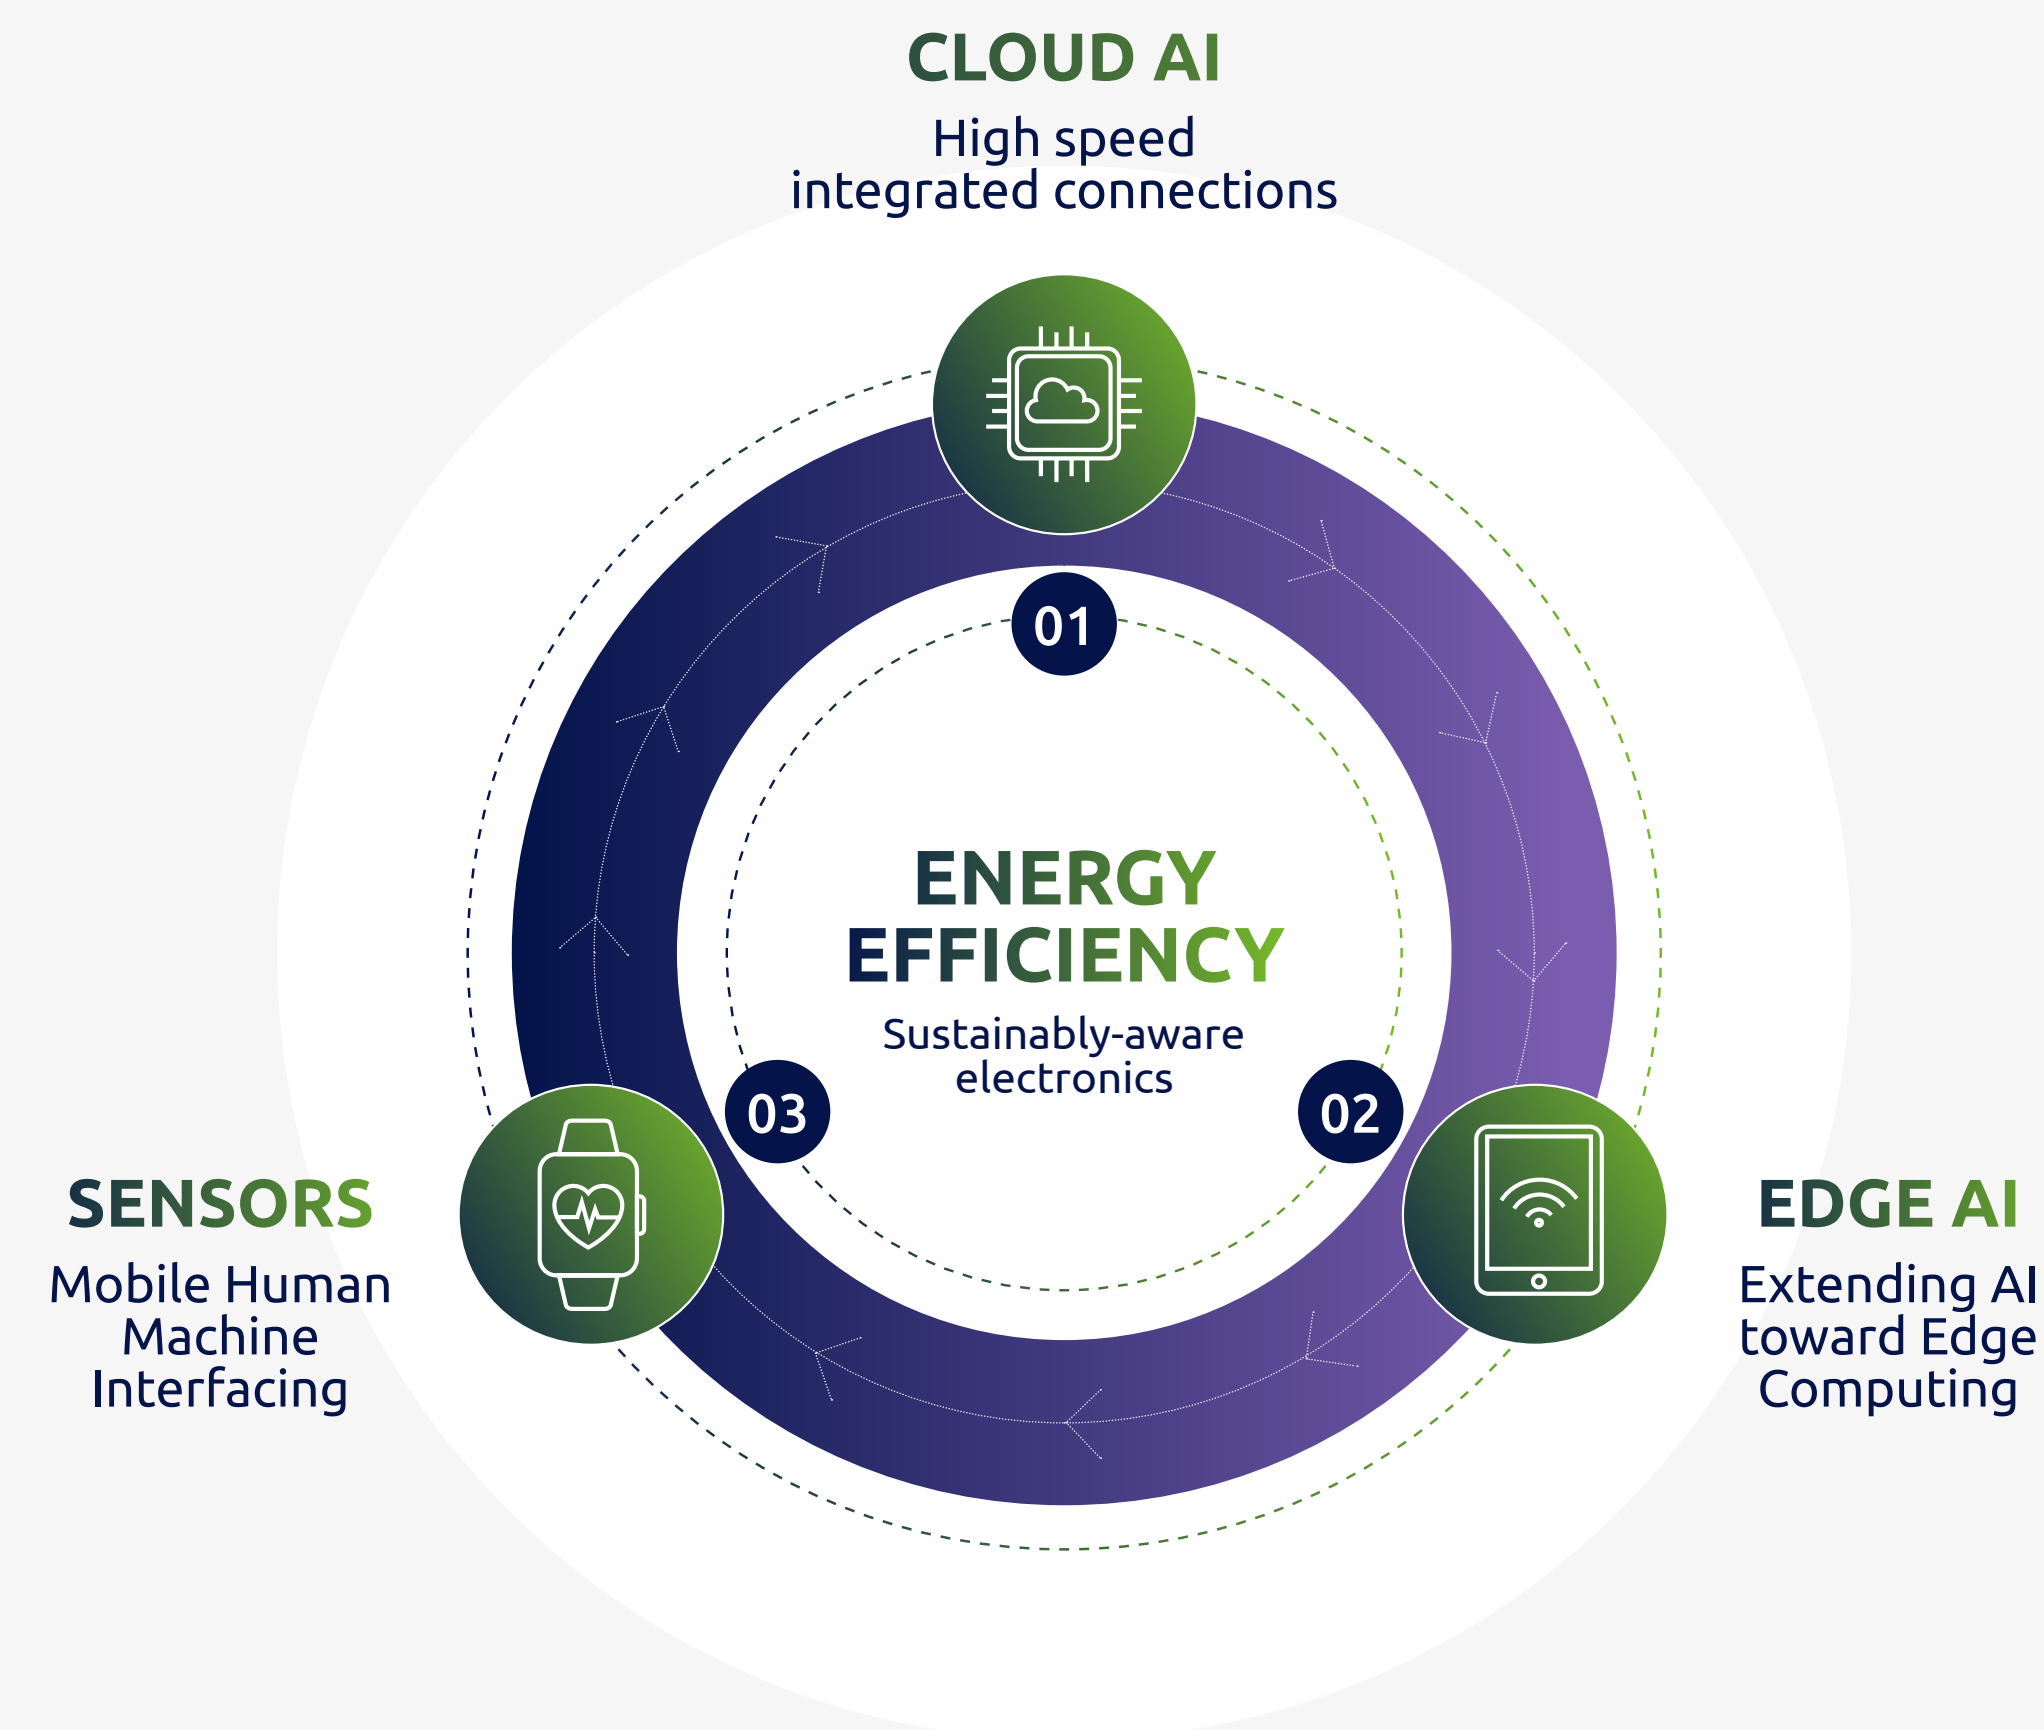 CLOUD AI
High speed
integrated connections
01
ENERGY
EFFICIENCY
Sustainably-aware
electronics
03
02
SENSORS
Mobile Human
Machine
Interfacing
EDGE AI
Extending AI
toward Edge
Computing